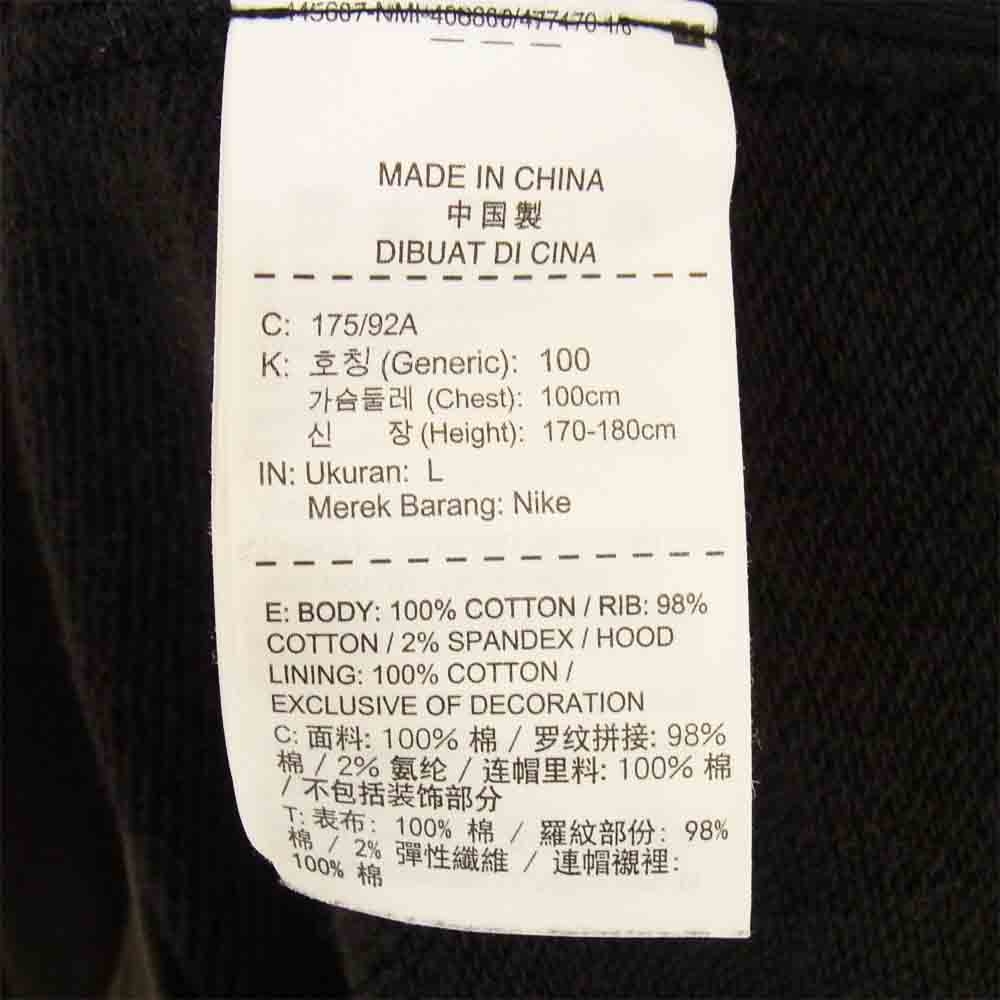 MADE IN CHINA
中国製
DIBUAT DI CINA
C: 175/92A
K: 호칭 (Generic): 100
가슴둘레 (Chest): 100cm
신 장 (Height): 170-180cm
IN: Ukuran: L
Merek Barang: Nike
E: BODY: 100% COTTON / RIB: 98%
COTTON / 2% SPANDEX / HOOD
LINING: 100% COTTON /
EXCLUSIVE OF DECORATION
C: 面料: 100% 棉 / 罗纹拼接: 98%
棉 / 2% 氨纶 / 连帽里料: 100% 棉
/ 不包括装饰部分
T: 表布: 100% 棉 / 羅紋部份: 98%
棉 / 2% 彈性纖維 / 連帽襯裡:
100% 棉